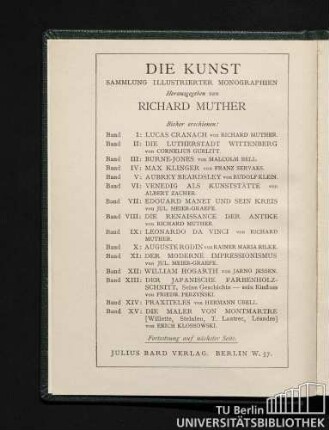 DIE KUNST
SAMMLUNG ILLUSTRIERTER MONOGRAPHIEN
Herausgegeben von
RICHARD MUTHER
Bisher erschienen:
Band I: LUCAS CRANACH von RICHARD MUTHER.
Band II: DIE LUTHERSTADT WITTENBERG
von CORNELIUS GURLITT.
Band III: BURNE-JONES von MALCOLM BELL.
Band IV: MAX KLINGER von FRANZ SERVAES.
Band V: AUBREY BEARDSLEY von RUDOLF KLEIN.
Band VI: VENEDIG ALS KUNSTSTÄTTE von
ALBERT ZACHER.
Band VII: EDOUARD MANET UND SEIN KREIS
von JUL. MEIER-GRAEFE.
Band VIII: DIE RENAISSANCE DER ANTIKE
von RICHARD MUTHER.
Band IX: LEONARDO DA VINCI von RICHARD
MUTHER.
Band X: AUGUSTE RODIN von RAINER MARIA RILKE.
Band XI: DER MODERNE IMPRESSIONISMUS
von JUL. MEIER-GRAEFE.
Band XII: WILLIAM HOGARTH von JARNO JESSEN.
Band XIII: DER JAPANISCHE FARBENHOLZ-
SCHNITT, Seine Geschichte — sein Einfluss
von FRIEDR. PERZYŃSKI.
Band XIV: PRAXITELES von HERMANN UBELL.
Band XV: DIE MALER VON MONTMARTRE
[Willette, Steinlen, T. Lautrec, Léandre]
von ERICH KLOSSOWSKI.
Fortsetzung auf nächster Seite.
JULIUS BARD VERLAG. BERLIN W. 57.
TU Berlin
UNIVERSITÄTSBIBLIOTHEK